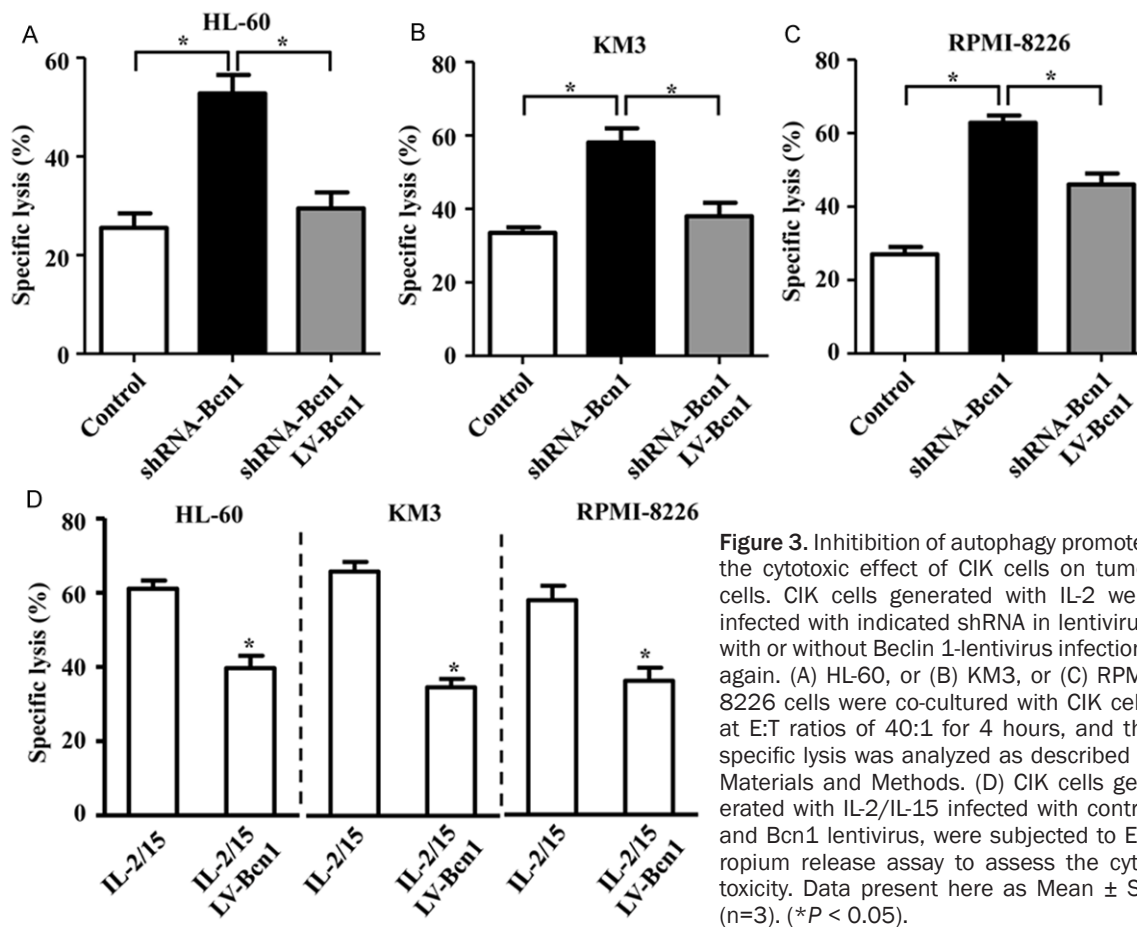 A
HL-60
*
*
Specific lysis (%)
60
40
20
0
Control
shRNA-Bcn1
shRNA-Bcn1
LV-Bcn1
B
KM3
*
*
Specific lysis (%)
80
60
40
20
0
Control
shRNA-Bcn1
shRNA-Bcn1
LV-Bcn1
C
RPMI-8226
*
*
Specific lysis (%)
80
60
40
20
0
Control
shRNA-Bcn1
shRNA-Bcn1
LV-Bcn1
D
HL-60
KM3
RPMI-8226
Specific lysis (%)
80
60
40
20
0
*
*
*
IL-2/15
IL-2/15
LV-Bcn1
IL-2/15
IL-2/15
LV-Bcn1
IL-2/15
IL-2/15
LV-Bcn1
Figure 3. Inhitibition of autophagy promote
the cytotoxic effect of CIK cells on tumo
cells. CIK cells generated with IL-2 we
infected with indicated shRNA in lentiviru
with or without Beclin 1-lentivirus infection
again. (A) HL-60, or (B) KM3, or (C) RPM
8226 cells were co-cultured with CIK cel
at E:T ratios of 40:1 for 4 hours, and th
specific lysis was analyzed as described
Materials and Methods. (D) CIK cells ge
erated with IL-2/IL-15 infected with contr
and Bcn1 lentivirus, were subjected to E
ropium release assay to assess the cyt
toxicity. Data present here as Mean ± S
(n=3). (*P < 0.05).